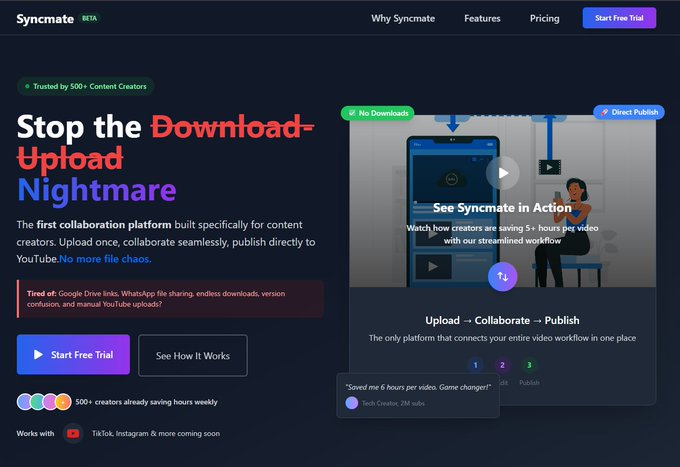 Syncmate BETA
Why Syncmate Features Pricing Start Free Trial
Trusted by 500+ Content Creators
Stop the Download-
Upload
Nightmare
The first collaboration platform built specifically for content
creators. Upload once, collaborate seamlessly, publish directly to
YouTube.No more file chaos.
Tired of: Google Drive links, WhatsApp file sharing, endless downloads, version
confusion, and manual YouTube uploads?
Start Free Trial
See How It Works
500+ creators already saving hours weekly
Works with
TikTok, Instagram & more coming soon
No Downloads
Direct Publish
See Syncmate in Action
Watch how creators are saving 5+ hours per video
with our streamlined workflow
Upload → Collaborate → Publish
The only platform that connects your entire video workflow in one place
1 2 3
Publish
"Saved me 6 hours per video. Game changer!"
Tech Creator, 2M subs